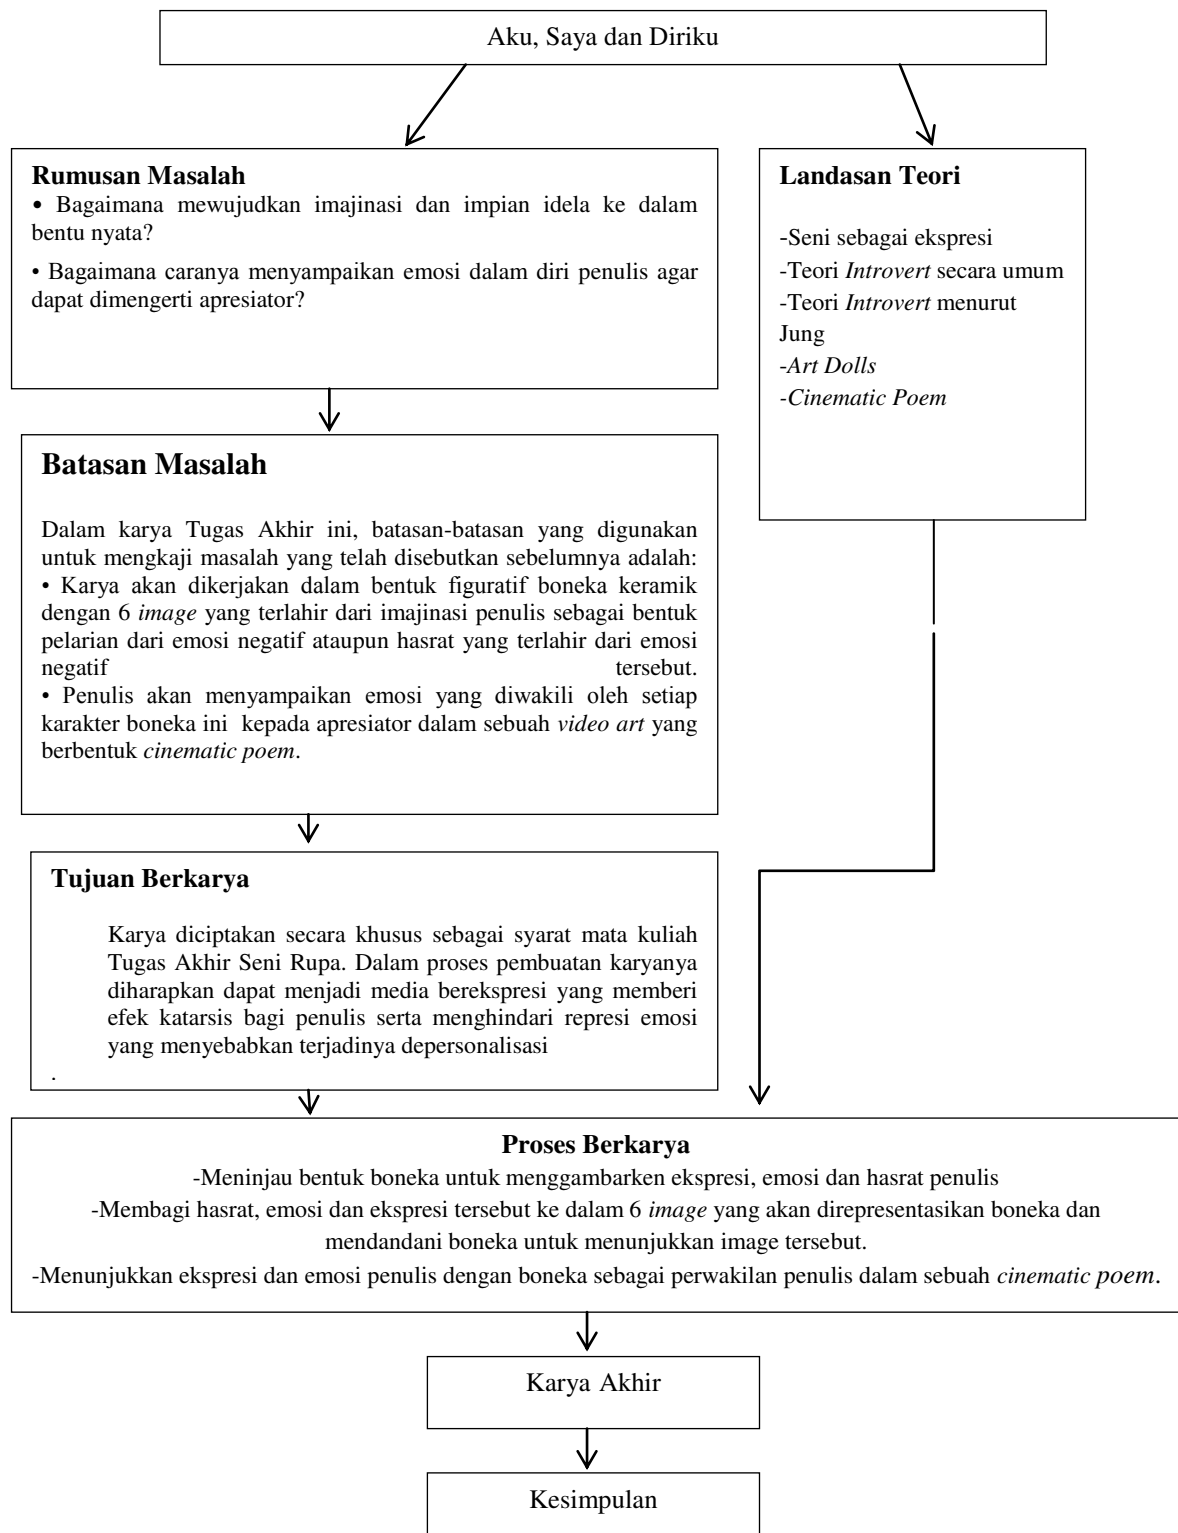 Aku, Saya dan Diriku
Rumusan Masalah
• Bagaimana mewujudkan imajinasi dan impian idela ke dalam
bentu nyata?
• Bagaimana caranya menyampaikan emosi dalam diri penulis agar
dapat dimengerti apresiator?
Landasan Teori
-Seni sebagai ekspresi
-Teori Introvert secara umum
-Teori Introvert menurut
Jung
-Art Dolls
-Cinematic Poem
Batasan Masalah
Dalam karya Tugas Akhir ini, batasan-batasan yang digunakan
untuk mengkaji masalah yang telah disebutkan sebelumnya adalah:
• Karya akan dikerjakan dalam bentuk figuratif boneka keramik
dengan 6 image yang terlahir dari imajinasi penulis sebagai bentuk
pelarian dari emosi negatif ataupun hasrat yang terlahir dari emosi
negatif tersebut.
• Penulis akan menyampaikan emosi yang diwakili oleh setiap
karakter boneka ini kepada apresiator dalam sebuah video art yang
berbentuk cinematic poem.
Tujuan Berkarya
Karya diciptakan secara khusus sebagai syarat mata kuliah
Tugas Akhir Seni Rupa. Dalam proses pembuatan karyanya
diharapkan dapat menjadi media berekspresi yang memberi
efek katarsis bagi penulis serta menghindari represi emosi
yang menyebabkan terjadinya depersonalisasi
.
Proses Berkarya
-Meninjau bentuk boneka untuk menggambarken ekspresi, emosi dan hasrat penulis
-Membagi hasrat, emosi dan ekspresi tersebut ke dalam 6 image yang akan direpresentasikan boneka dan
mendandani boneka untuk menunjukkan image tersebut.
-Menunjukkan ekspresi dan emosi penulis dengan boneka sebagai perwakilan penulis dalam sebuah cinematic poem.
Karya Akhir
Kesimpulan